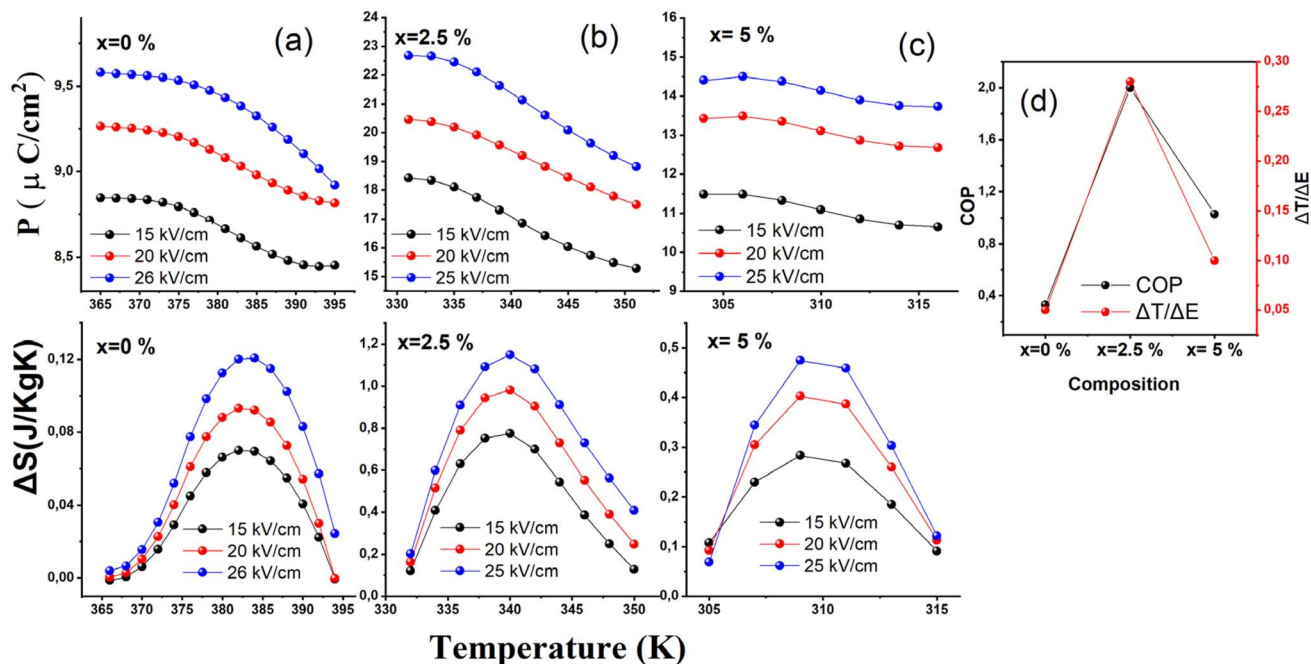 x=0 %
(a)
P ( μ C/cm²)
9,5
9,0
8,5
15 kV/cm
20 kV/cm
26 kV/cm
365 370 375 380 385 390 395
x=2.5 %
(b)
24
23
22
21
20
19
18
17
16
15
15 kV/cm
20 kV/cm
25 kV/cm
330 335 340 345 350
x= 5 %
(c)
17
16
15
14
13
12
11
10
9
15 kV/cm
20 kV/cm
25 kV/cm
305 310 315
(d)
COP
2,0
1,6
1,2
0,8
0,4
ΔT/ΔE
0,30
0,25
0,20
0,15
0,10
0,05
COP
ΔT/ΔE
x=0 % x=2.5 % x= 5 %
Composition
x=0 %
ΔS(J/KgK)
0,12
0,08
0,04
0,00
15 kV/cm
20 kV/cm
26 kV/cm
365 370 375 380 385 390 395
x=2.5 %
1,4
1,2
1,0
0,8
0,6
0,4
0,2
0,0
15 kV/cm
20 kV/cm
25 kV/cm
330 335 340 345 350
x= 5 %
0,5
0,4
0,3
0,2
0,1
0,0
15 kV/cm
20 kV/cm
25 kV/cm
305 310 315
Temperature (K)